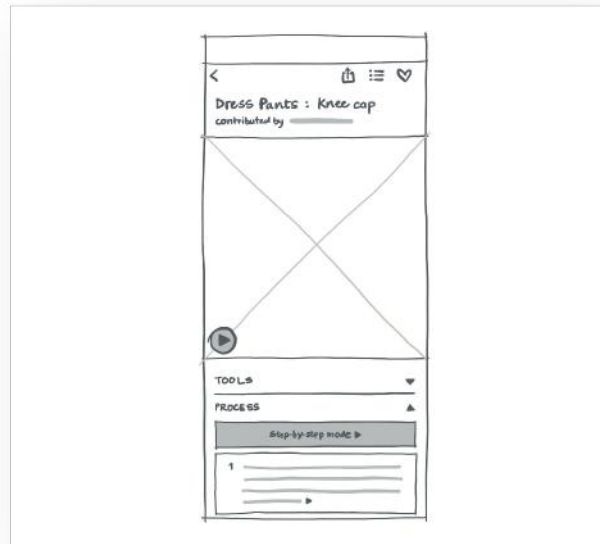 Dress Pants : Knee cap
contributed by
TOOLS
PROCESS
Step-by-step mode
1